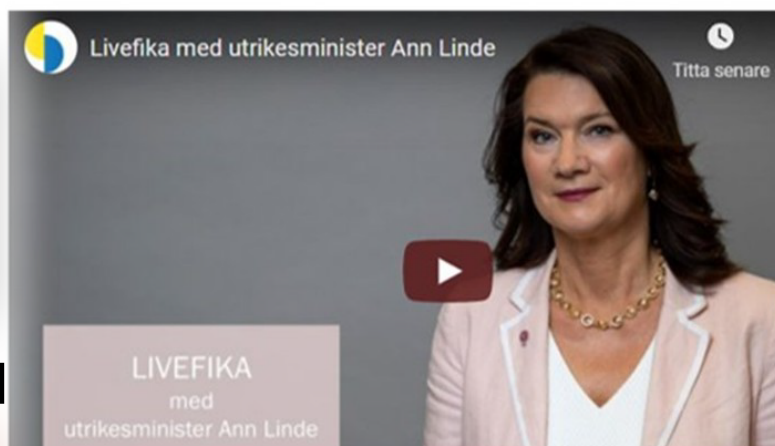 Livefika med utrikesminister Ann Linde
Titta senare
LIVEFIKA
med
utrikesminister Ann Linde